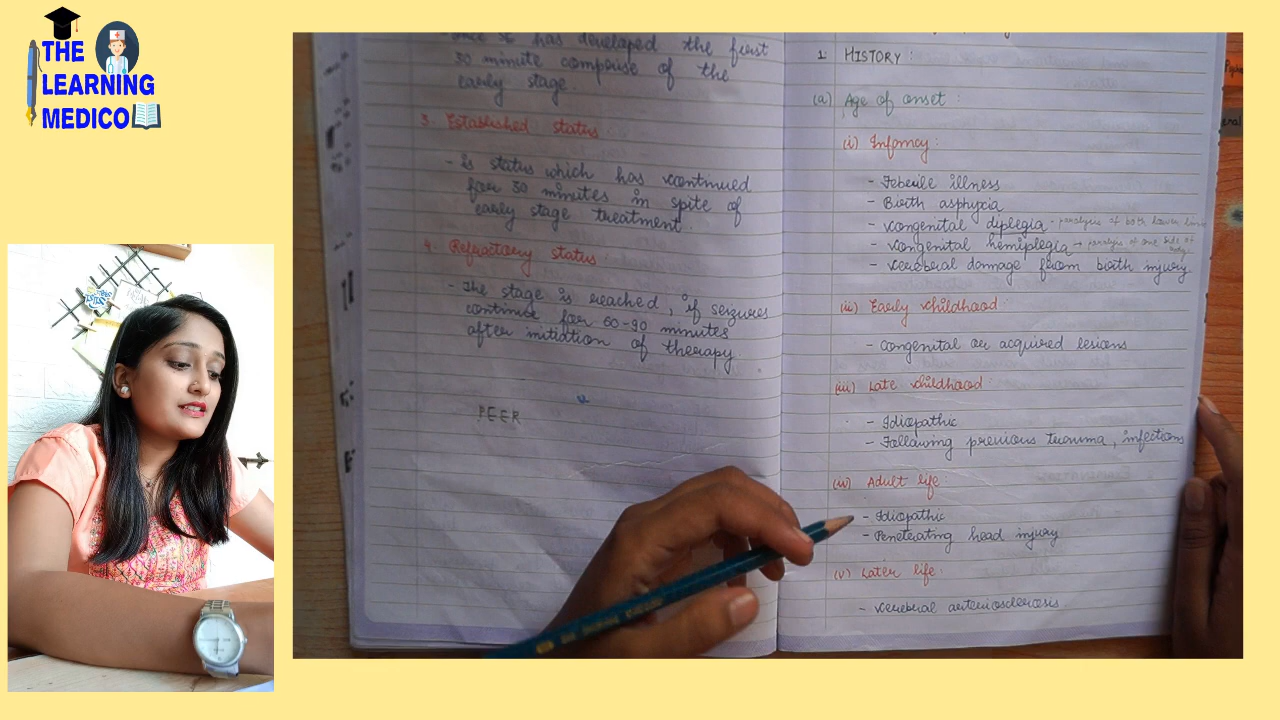 THE
LEARNING
MEDICO
once it has developed the first
30 minute comprise of the
early stage
3. Established status
- is status which has continued
for 30 minutes in spite of
early stage treatment.
4. Refractory status:
- The stage is reached, if seizures
continue for 60-90 minutes
after initiation of therapy.
PEER
1. HISTORY:
(a) Age of onset:
(i) Infancy:
- Feberile illness
- Birth asphyxia
- congenital diplegia - paralysis of both lower limb
- congenital hemiplegia → paralysis of one side of
body
- cerebral damage from birth injury
(ii) Early childhood:
- congenital or acquired lesions
(iii) Late childhood:
- Idiopathic
- Following previous trauma, infections
(iv) Adult life:
- Idiopathic
- Penetrating head injury
(v) Later life:
- cerebral arteriosclerosis.